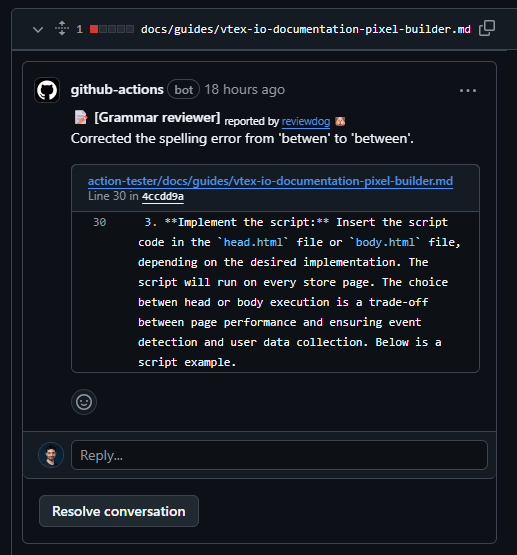 1 docs/guides/vtex-io-documentation-pixel-builder.md
github-actions bot 18 hours ago
[Grammar reviewer] reported by reviewdog
Corrected the spelling error from 'betwen' to 'between'.
action-tester/docs/guides/vtex-io-documentation-pixel-builder.md
Line 30 in 4ccdd9a
30 3. **Implement the script:** Insert the script
code in the `head.html` file or `body.html` file,
depending on the desired implementation. The
script will run on every store page. The choice
betwen head or body execution is a trade-off
between page performance and ensuring event
detection and user data collection. Below is a
script example.
Reply...
Resolve conversation